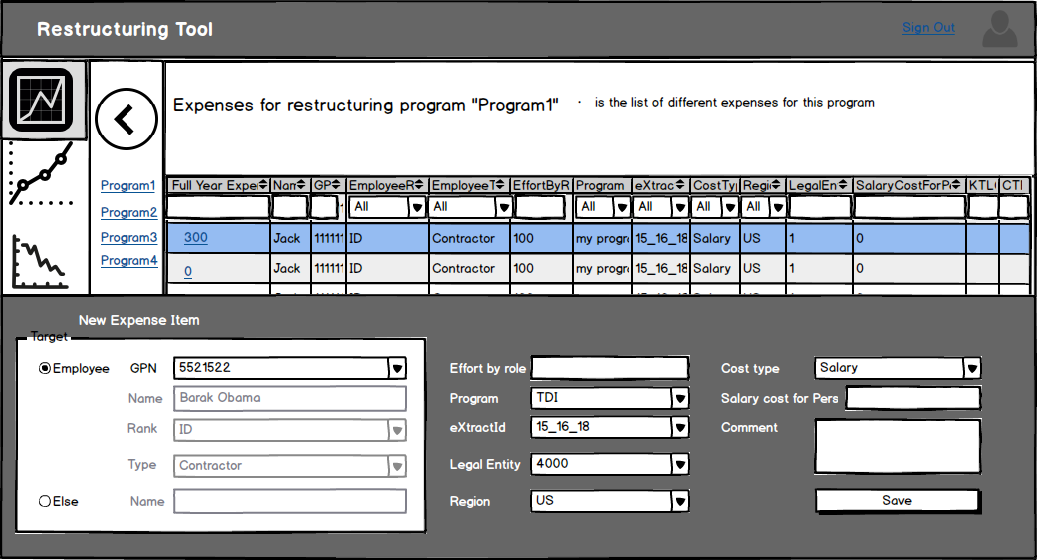 Restructuring Tool
Sign Out
Expenses for restructuring program "Program1" · is the list of different expenses for this program
Program1
Program2
Program3
Program4
Full Year Expe Nam GP EmployeeR EmployeeT EffortByR Program eXtrac CostTy Regi LegalEn SalaryCostForP KTL CTI
All All All All All All
300 Jack 111111 ID Contractor 100 my progra 15_16_18 Salary US 1 0
0 Jack 111111 ID Contractor 100 my progra 15_16_18 Salary US 1 0
New Expense Item
Target
Employee GPN 5521522
Name Barak Obama
Rank ID
Type Contractor
Else Name
Effort by role
Program TDI
eXtractId 15_16_18
Legal Entity 4000
Region US
Cost type Salary
Salary cost for Pers
Comment
Save